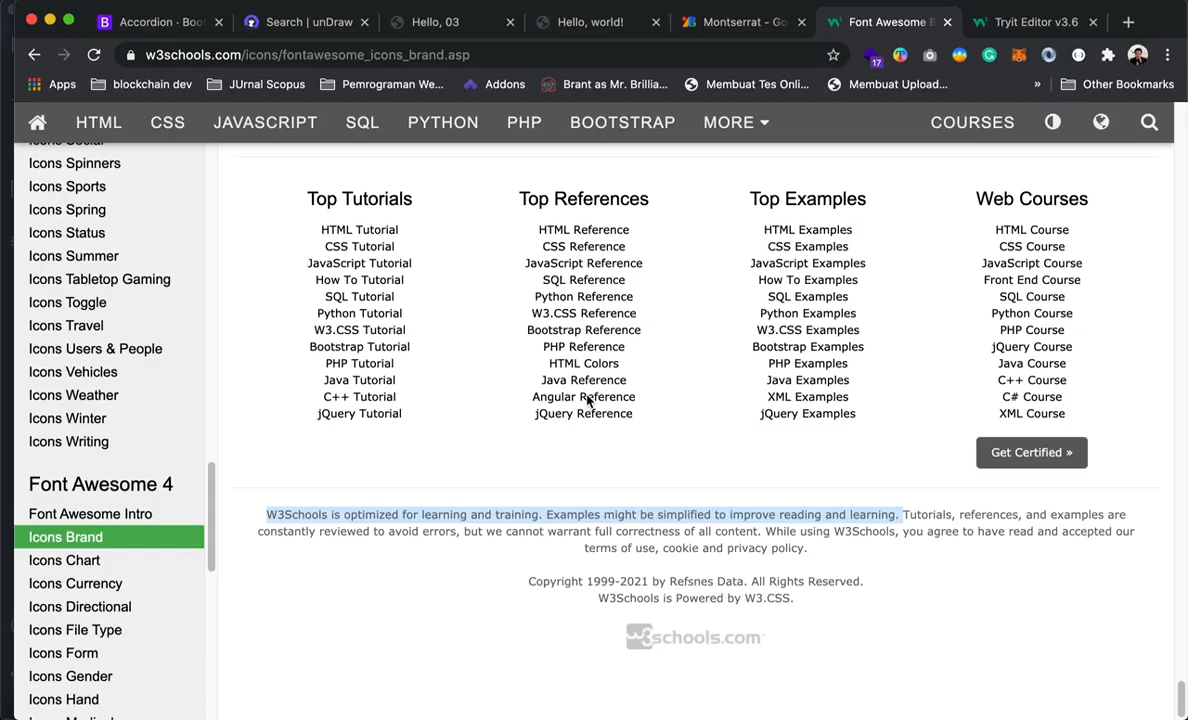 Accordion · Boot
Search | unDraw
Hello, 03
Hello, world!
Montserrat - Go
Font Awesome B
Tryit Editor v3.6
w3schools.com/icons/fontawesome_icons_brand.asp
17
Apps
blockchain dev
JUrnal Scopus
Pemrograman We...
Addons
Brant as Mr. Brillia...
Membuat Tes Onli...
Membuat Upload...
»
Other Bookmarks
HTML
CSS
JAVASCRIPT
SQL
PYTHON
PHP
BOOTSTRAP
MORE
COURSES
Icons Social
Icons Spinners
Icons Sports
Icons Spring
Icons Status
Icons Summer
Icons Tabletop Gaming
Icons Toggle
Icons Travel
Icons Users & People
Icons Vehicles
Icons Weather
Icons Winter
Icons Writing
Font Awesome 4
Font Awesome Intro
Icons Brand
Icons Chart
Icons Currency
Icons Directional
Icons File Type
Icons Form
Icons Gender
Icons Hand
Top Tutorials
HTML Tutorial
CSS Tutorial
JavaScript Tutorial
How To Tutorial
SQL Tutorial
Python Tutorial
W3.CSS Tutorial
Bootstrap Tutorial
PHP Tutorial
Java Tutorial
C++ Tutorial
jQuery Tutorial
Top References
HTML Reference
CSS Reference
JavaScript Reference
SQL Reference
Python Reference
W3.CSS Reference
Bootstrap Reference
PHP Reference
HTML Colors
Java Reference
Angular Reference
jQuery Reference
Top Examples
HTML Examples
CSS Examples
JavaScript Examples
How To Examples
SQL Examples
Python Examples
W3.CSS Examples
Bootstrap Examples
PHP Examples
Java Examples
XML Examples
jQuery Examples
Web Courses
HTML Course
CSS Course
JavaScript Course
Front End Course
SQL Course
Python Course
PHP Course
jQuery Course
Java Course
C++ Course
C# Course
XML Course
Get Certified »
W3Schools is optimized for learning and training. Examples might be simplified to improve reading and learning. Tutorials, references, and examples are
constantly reviewed to avoid errors, but we cannot warrant full correctness of all content. While using W3Schools, you agree to have read and accepted our
terms of use, cookie and privacy policy.
Copyright 1999-2021 by Refsnes Data. All Rights Reserved.
W3Schools is Powered by W3.CSS.
w3schools.com